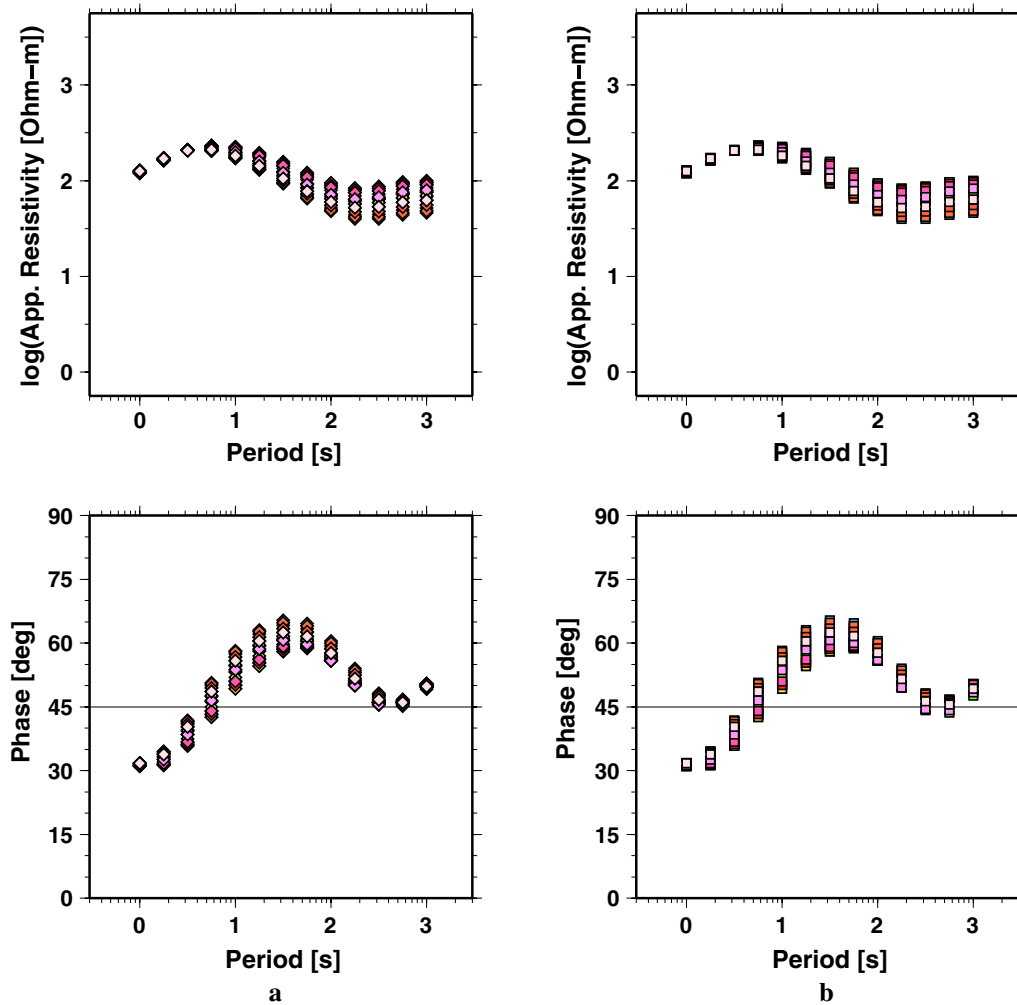 log(App. Resistivity [Ohm−m])
3
2
1
0
0 1 2 3
Period [s]
log(App. Resistivity [Ohm−m])
3
2
1
0
0 1 2 3
Period [s]
Phase [deg]
90
75
60
45
30
15
0
0 1 2 3
Period [s]
a
Phase [deg]
90
75
60
45
30
15
0
0 1 2 3
Period [s]
b